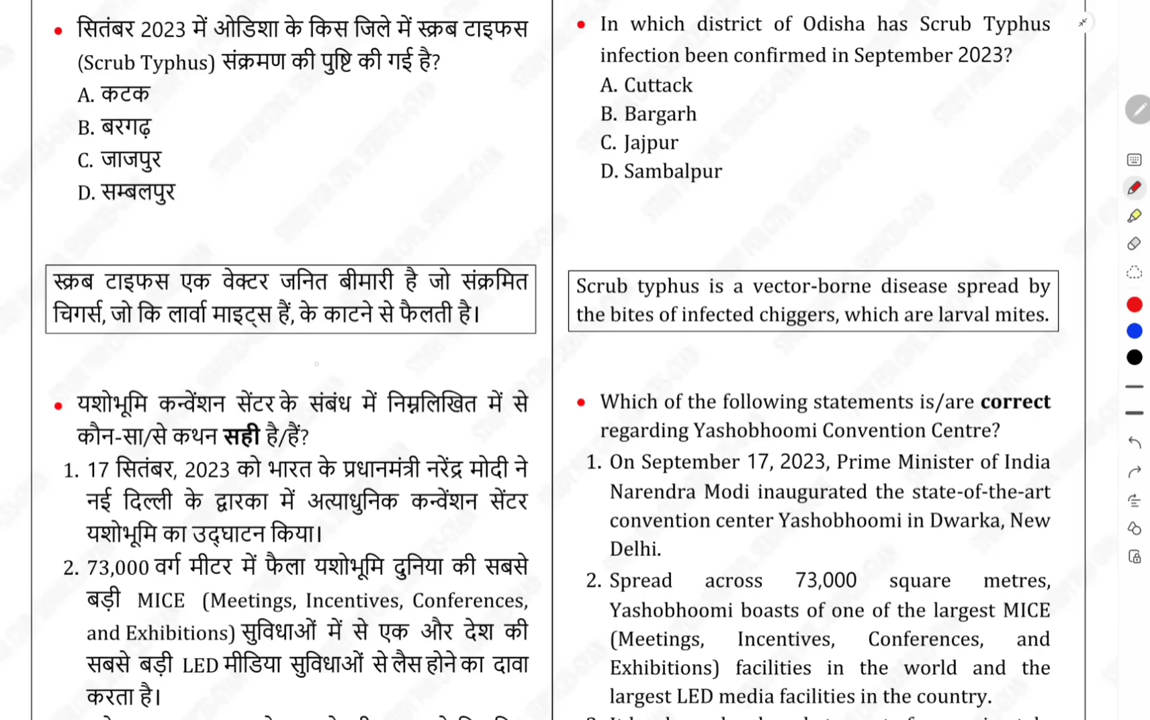 • सितंबर 2023 में ओडिशा के किस जिले में स्क्रब टाइफस
(Scrub Typhus) संक्रमण की पुष्टि की गई है?
A. कटक
B. बरगढ़
C. जाजपुर
D. सम्बलपुर
स्क्रब टाइफस एक वेक्टर जनित बीमारी है जो संक्रमित
चिगर्स, जो कि लार्वा माइट्स हैं, के काटने से फैलती है।
• यशोभूमि कन्वेंशन सेंटर के संबंध में निम्नलिखित में से
कौन-सा/से कथन सही है/हैं?
1. 17 सितंबर, 2023 को भारत के प्रधानमंत्री नरेंद्र मोदी ने
नई दिल्ली के द्वारका में अत्याधुनिक कन्वेंशन सेंटर
यशोभूमि का उद्घाटन किया।
2. 73,000 वर्ग मीटर में फैला यशोभूमि दुनिया की सबसे
बड़ी MICE (Meetings, Incentives, Conferences,
and Exhibitions) सुविधाओं में से एक और देश की
सबसे बड़ी LED मीडिया सुविधाओं से लैस होने का दावा
करता है।
• In which district of Odisha has Scrub Typhus
infection been confirmed in September 2023?
A. Cuttack
B. Bargarh
C. Jajpur
D. Sambalpur
Scrub typhus is a vector-borne disease spread by
the bites of infected chiggers, which are larval mites.
• Which of the following statements is/are correct
regarding Yashobhoomi Convention Centre?
1. On September 17, 2023, Prime Minister of India
Narendra Modi inaugurated the state-of-the-art
convention center Yashobhoomi in Dwarka, New
Delhi.
2. Spread across 73,000 square metres,
Yashobhoomi boasts of one of the largest MICE
(Meetings, Incentives, Conferences, and
Exhibitions) facilities in the world and the
largest LED media facilities in the country.